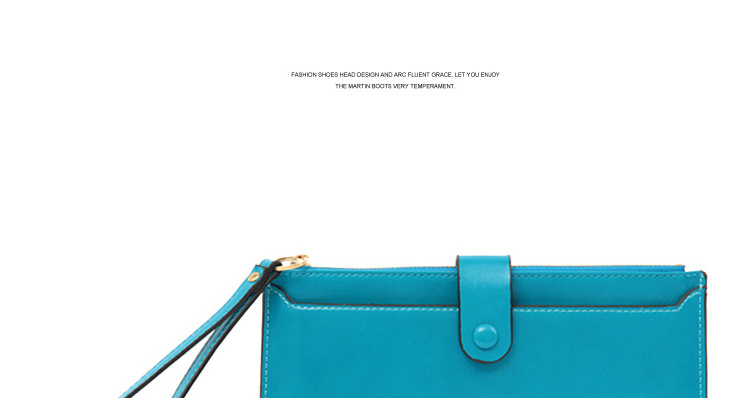 FASHION SHOES HEAD DESIGN AND ARC FLUENT GRACE, LET YOU ENJOY
THE MARTIN BOOTS VERY TEMPERAMENT.